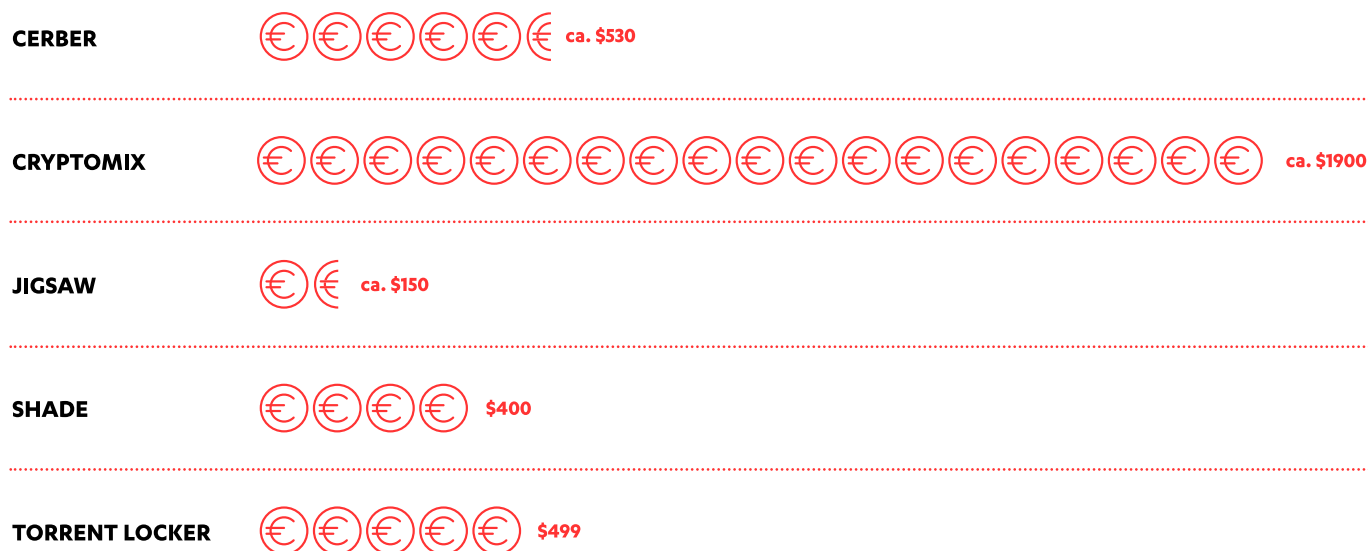 CERBER ca. $530
CRYPTOMIX ca. $1900
JIGSAW ca. $150
SHADE $400
TORRENT LOCKER $499